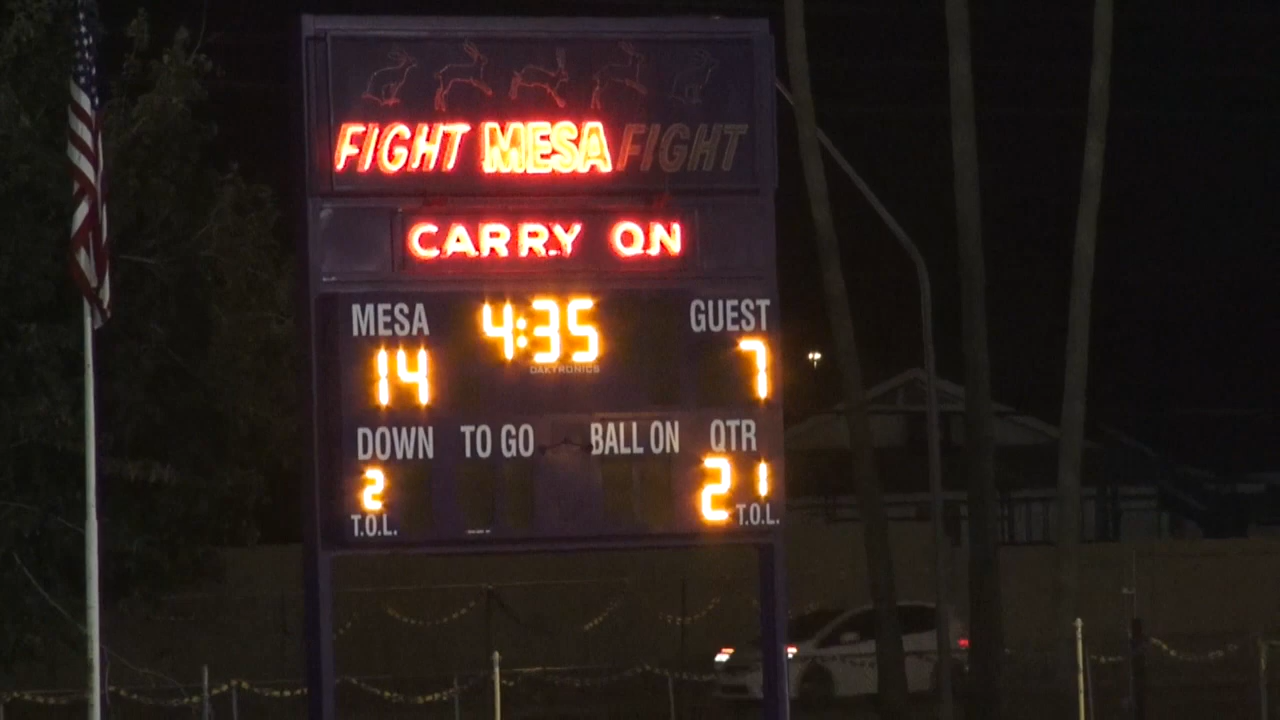 FIGHT MESA FIGHT
CARRY ON
MESA 4:35 GUEST
DAKTRONICS
14 7
DOWN TO GO BALL ON QTR
2 2 1
T.O.L. T.O.L.